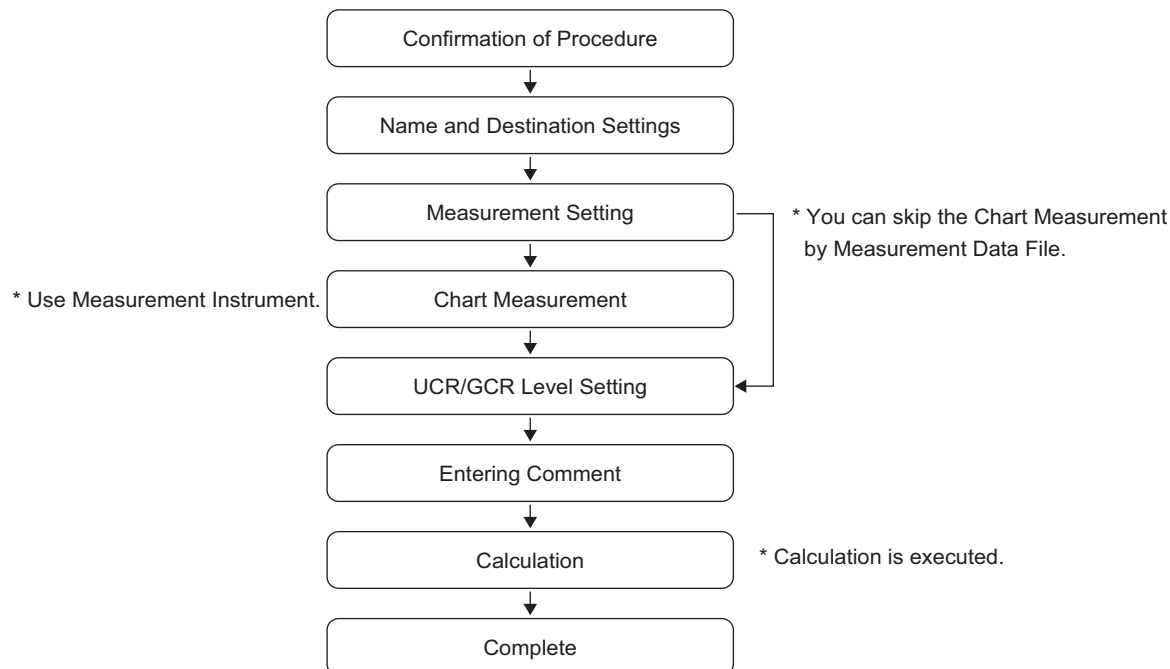 Confirmation of Procedure
Name and Destination Settings
Measurement Setting
* You can skip the Chart Measurement
by Measurement Data File.
* Use Measurement Instrument.
Chart Measurement
UCR/GCR Level Setting
Entering Comment
Calculation
* Calculation is executed.
Complete